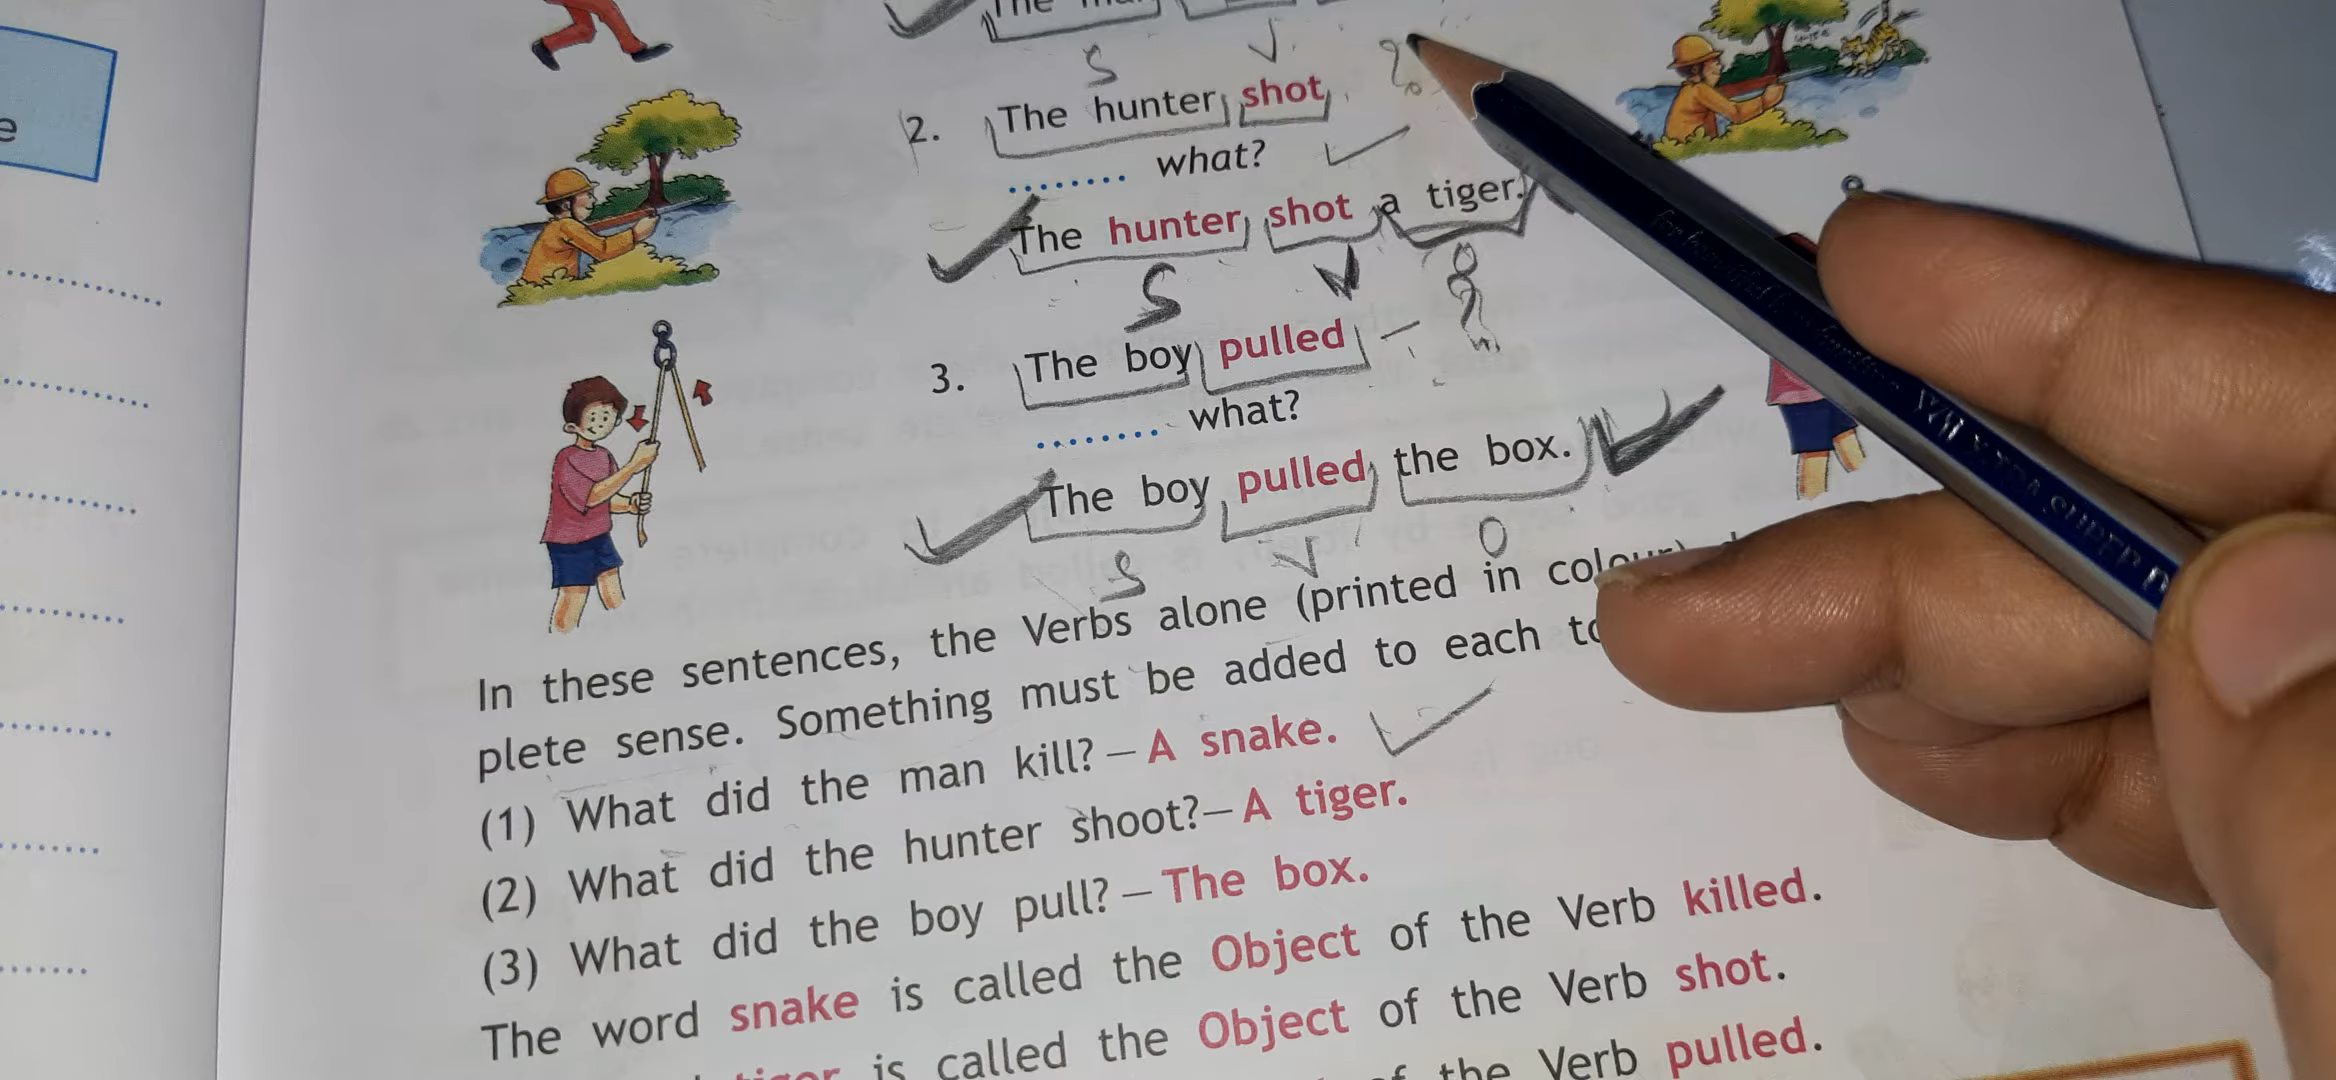 The
S V
2. The hunter shot
........ what?
The hunter shot a tiger.
S V
3. The boy pulled
........ what?
The boy pulled the box.
S V O
In these sentences, the Verbs alone (printed in colour)
plete sense. Something must be added to each
(1) What did the man kill? – A snake.
(2) What did the hunter shoot? – A tiger.
(3) What did the boy pull? – The box.
The word snake is called the Object of the Verb killed.
tiger is called the Object of the Verb shot.
the Verb pulled.
e